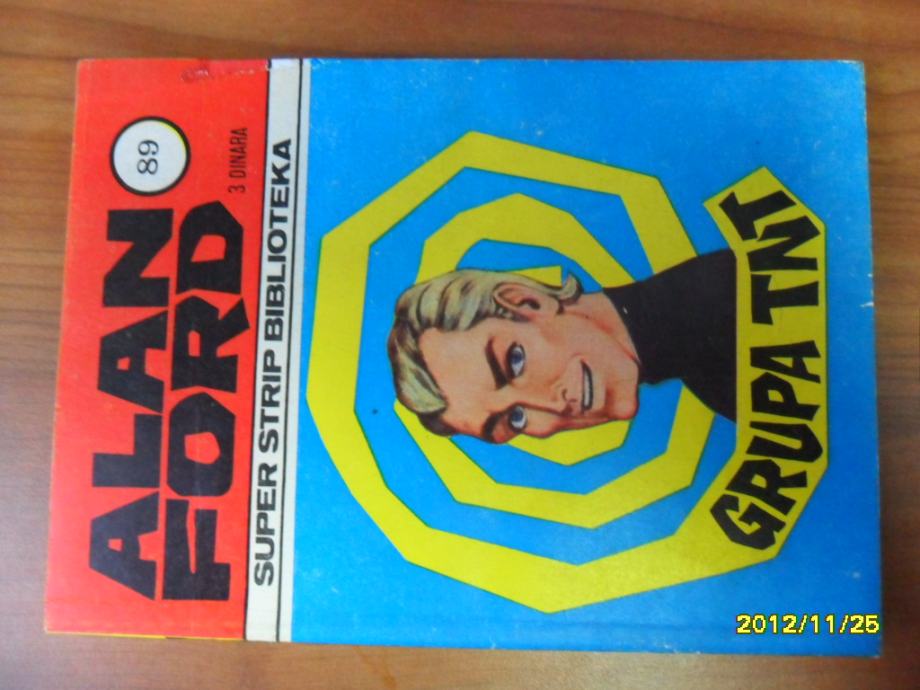 ALAN
FORD
89
3 DINARA
SUPER STRIP BIBLIOTEKA
GRUPA TNT
2012/11/25